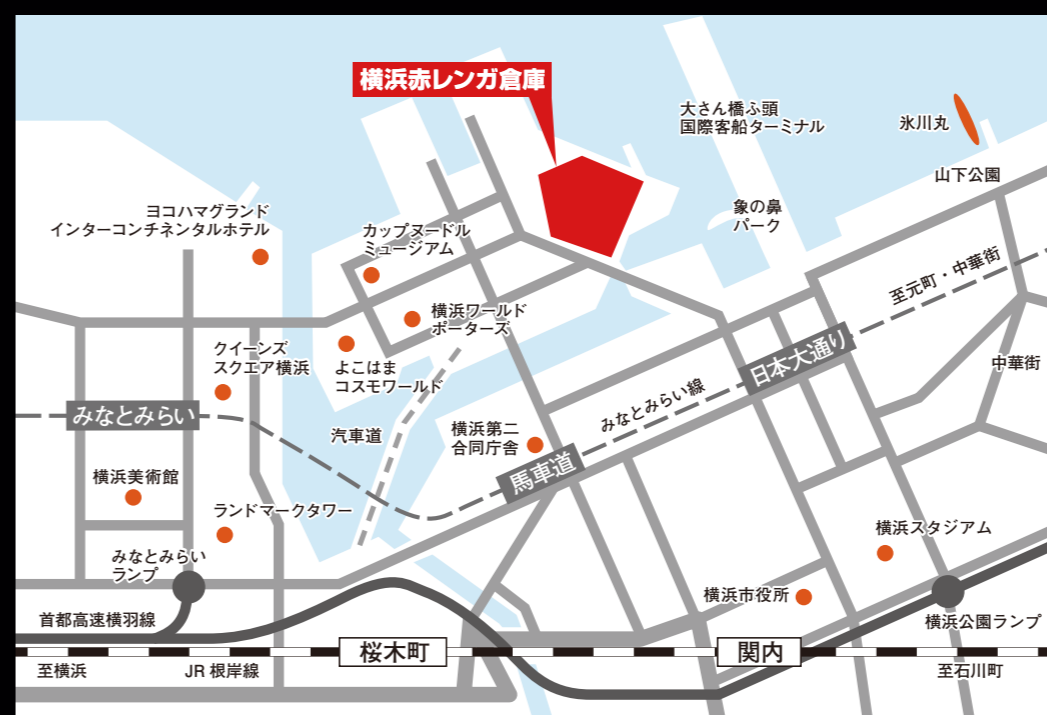 横浜赤レンガ倉庫
大さん橋ふ頭
国際客船ターミナル
氷川丸
山下公園
象の鼻
パーク
ヨコハマグランド
インターコンチネンタルホテル
カップヌードル
ミュージアム
至元町・中華街
横浜ワールド
ポーターズ
クイーンズ
スクエア横浜
よこはま
コスモワールド
日本大通り
中華街
みなとみらい線
みなとみらい
汽車道
横浜第二
合同庁舎
馬車道
横浜美術館
ランドマークタワー
横浜スタジアム
みなとみらい
ランプ
横浜市役所
首都高速横羽線
横浜公園ランプ
桜木町
関内
至横浜
JR根岸線
至石川町